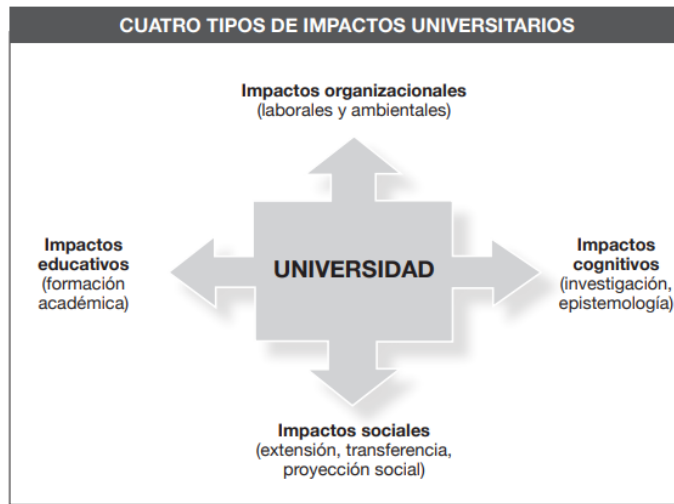 CUATRO TIPOS DE IMPACTOS UNIVERSITARIOS
Impactos organizacionales
(laborales y ambientales)
Impactos
educativos
(formación
académica)
UNIVERSIDAD
Impactos
cognitivos
(investigación,
epistemología)
Impactos sociales
(extensión, transferencia,
proyección social)